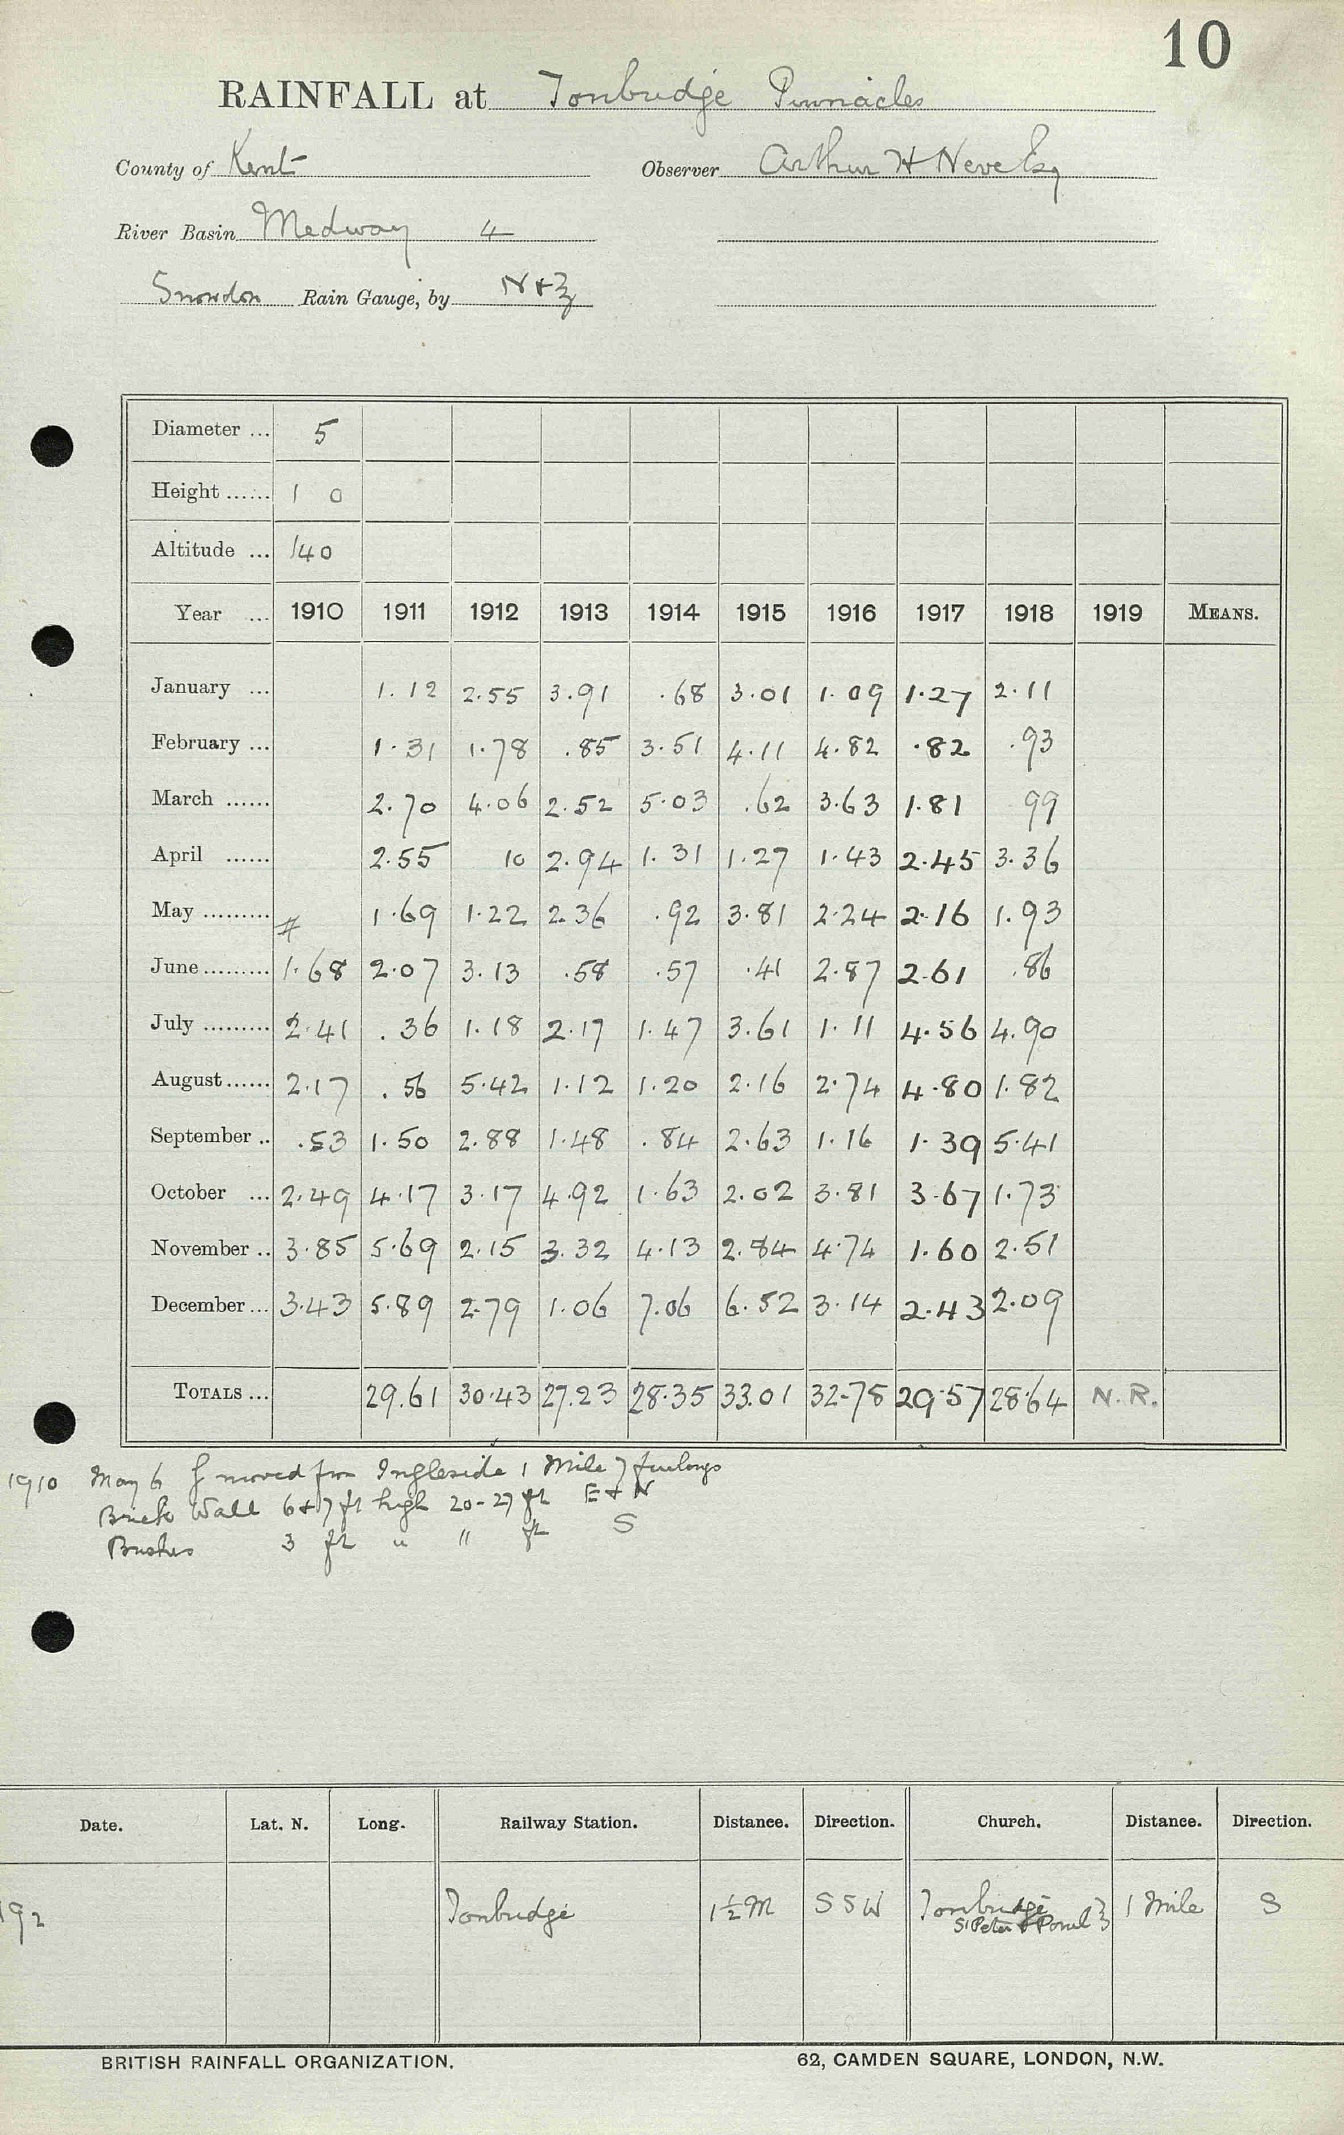 10
RAINFALL at Tonbridge Pinnacles
County of Kent Observer Arthur H Neve Esq
River Basin Medway 4
Snowdon Rain Gauge, by N & Z
Diameter ... 5
Height ...... 1 0
Altitude ... 140
Year ... 1910 1911 1912 1913 1914 1915 1916 1917 1918 1919 MEANS.
January ... 1.12 2.55 3.91 .68 3.01 1.09 1.27 2.11
February ... 1.31 1.78 .85 3.51 4.11 4.82 .82 .93
March ...... 2.70 4.06 2.52 5.03 .62 3.63 1.81 99
April ...... 2.55 10 2.94 1.31 1.27 1.43 2.45 3.36
May ......... # 1.69 1.22 2.36 .92 3.81 2.24 2.16 1.93
June ......... 1.68 2.07 3.13 .58 .57 .41 2.87 2.61 .86
July ......... 2.41 .36 1.18 2.17 1.47 3.61 1.11 4.56 4.90
August ...... 2.17 .56 5.42 1.12 1.20 2.16 2.74 4.80 1.82
September .. .53 1.50 2.88 1.48 .84 2.63 1.16 1.39 5.41
October ... 2.49 4.17 3.17 4.92 1.63 2.02 3.81 3.67 1.73
November .. 3.85 5.69 2.15 3.32 4.13 2.84 4.74 1.60 2.51
December ... 3.43 5.89 2.79 1.06 7.06 6.52 3.14 2.43 2.09
TOTALS ... 29.61 30.43 27.23 28.35 33.01 32.78 29.57 28.64 N.R.
1910 May 6 moved from Ingleside 1 Mile 7 furlongs
Brick Wall 6 & 7 ft high 20-27 ft E & N
Bushes 3 ft " " ft S
Date. Lat. N. Long. Railway Station. Distance. Direction. Church. Distance. Direction.
192 Tonbridge 1½ M SSW Tonbridge 1 Mile S
St Peter & Paul
BRITISH RAINFALL ORGANIZATION. 62, CAMDEN SQUARE, LONDON, N.W.